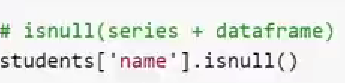 # isnull(series + dataframe)
students['name'].isnull()